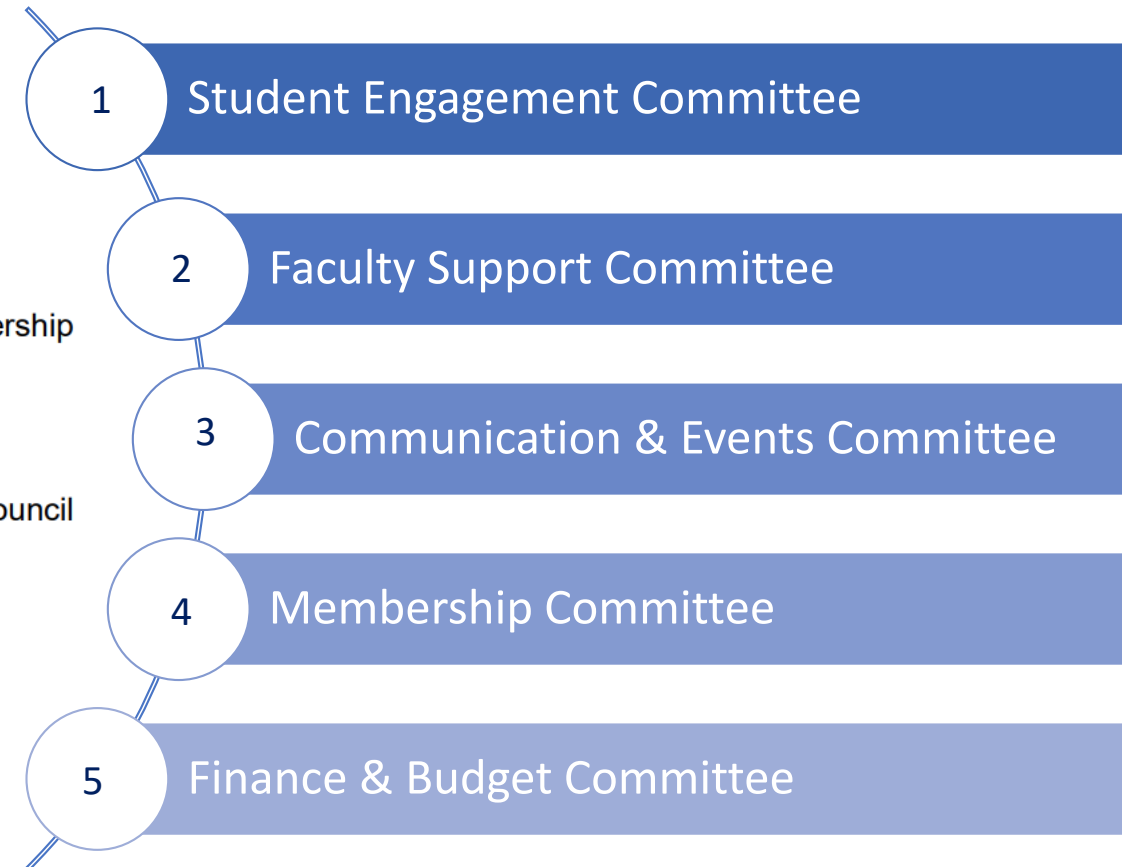 1 Student Engagement Committee
2 Faculty Support Committee
ership
3 Communication & Events Committee
ouncil
4 Membership Committee
5 Finance & Budget Committee